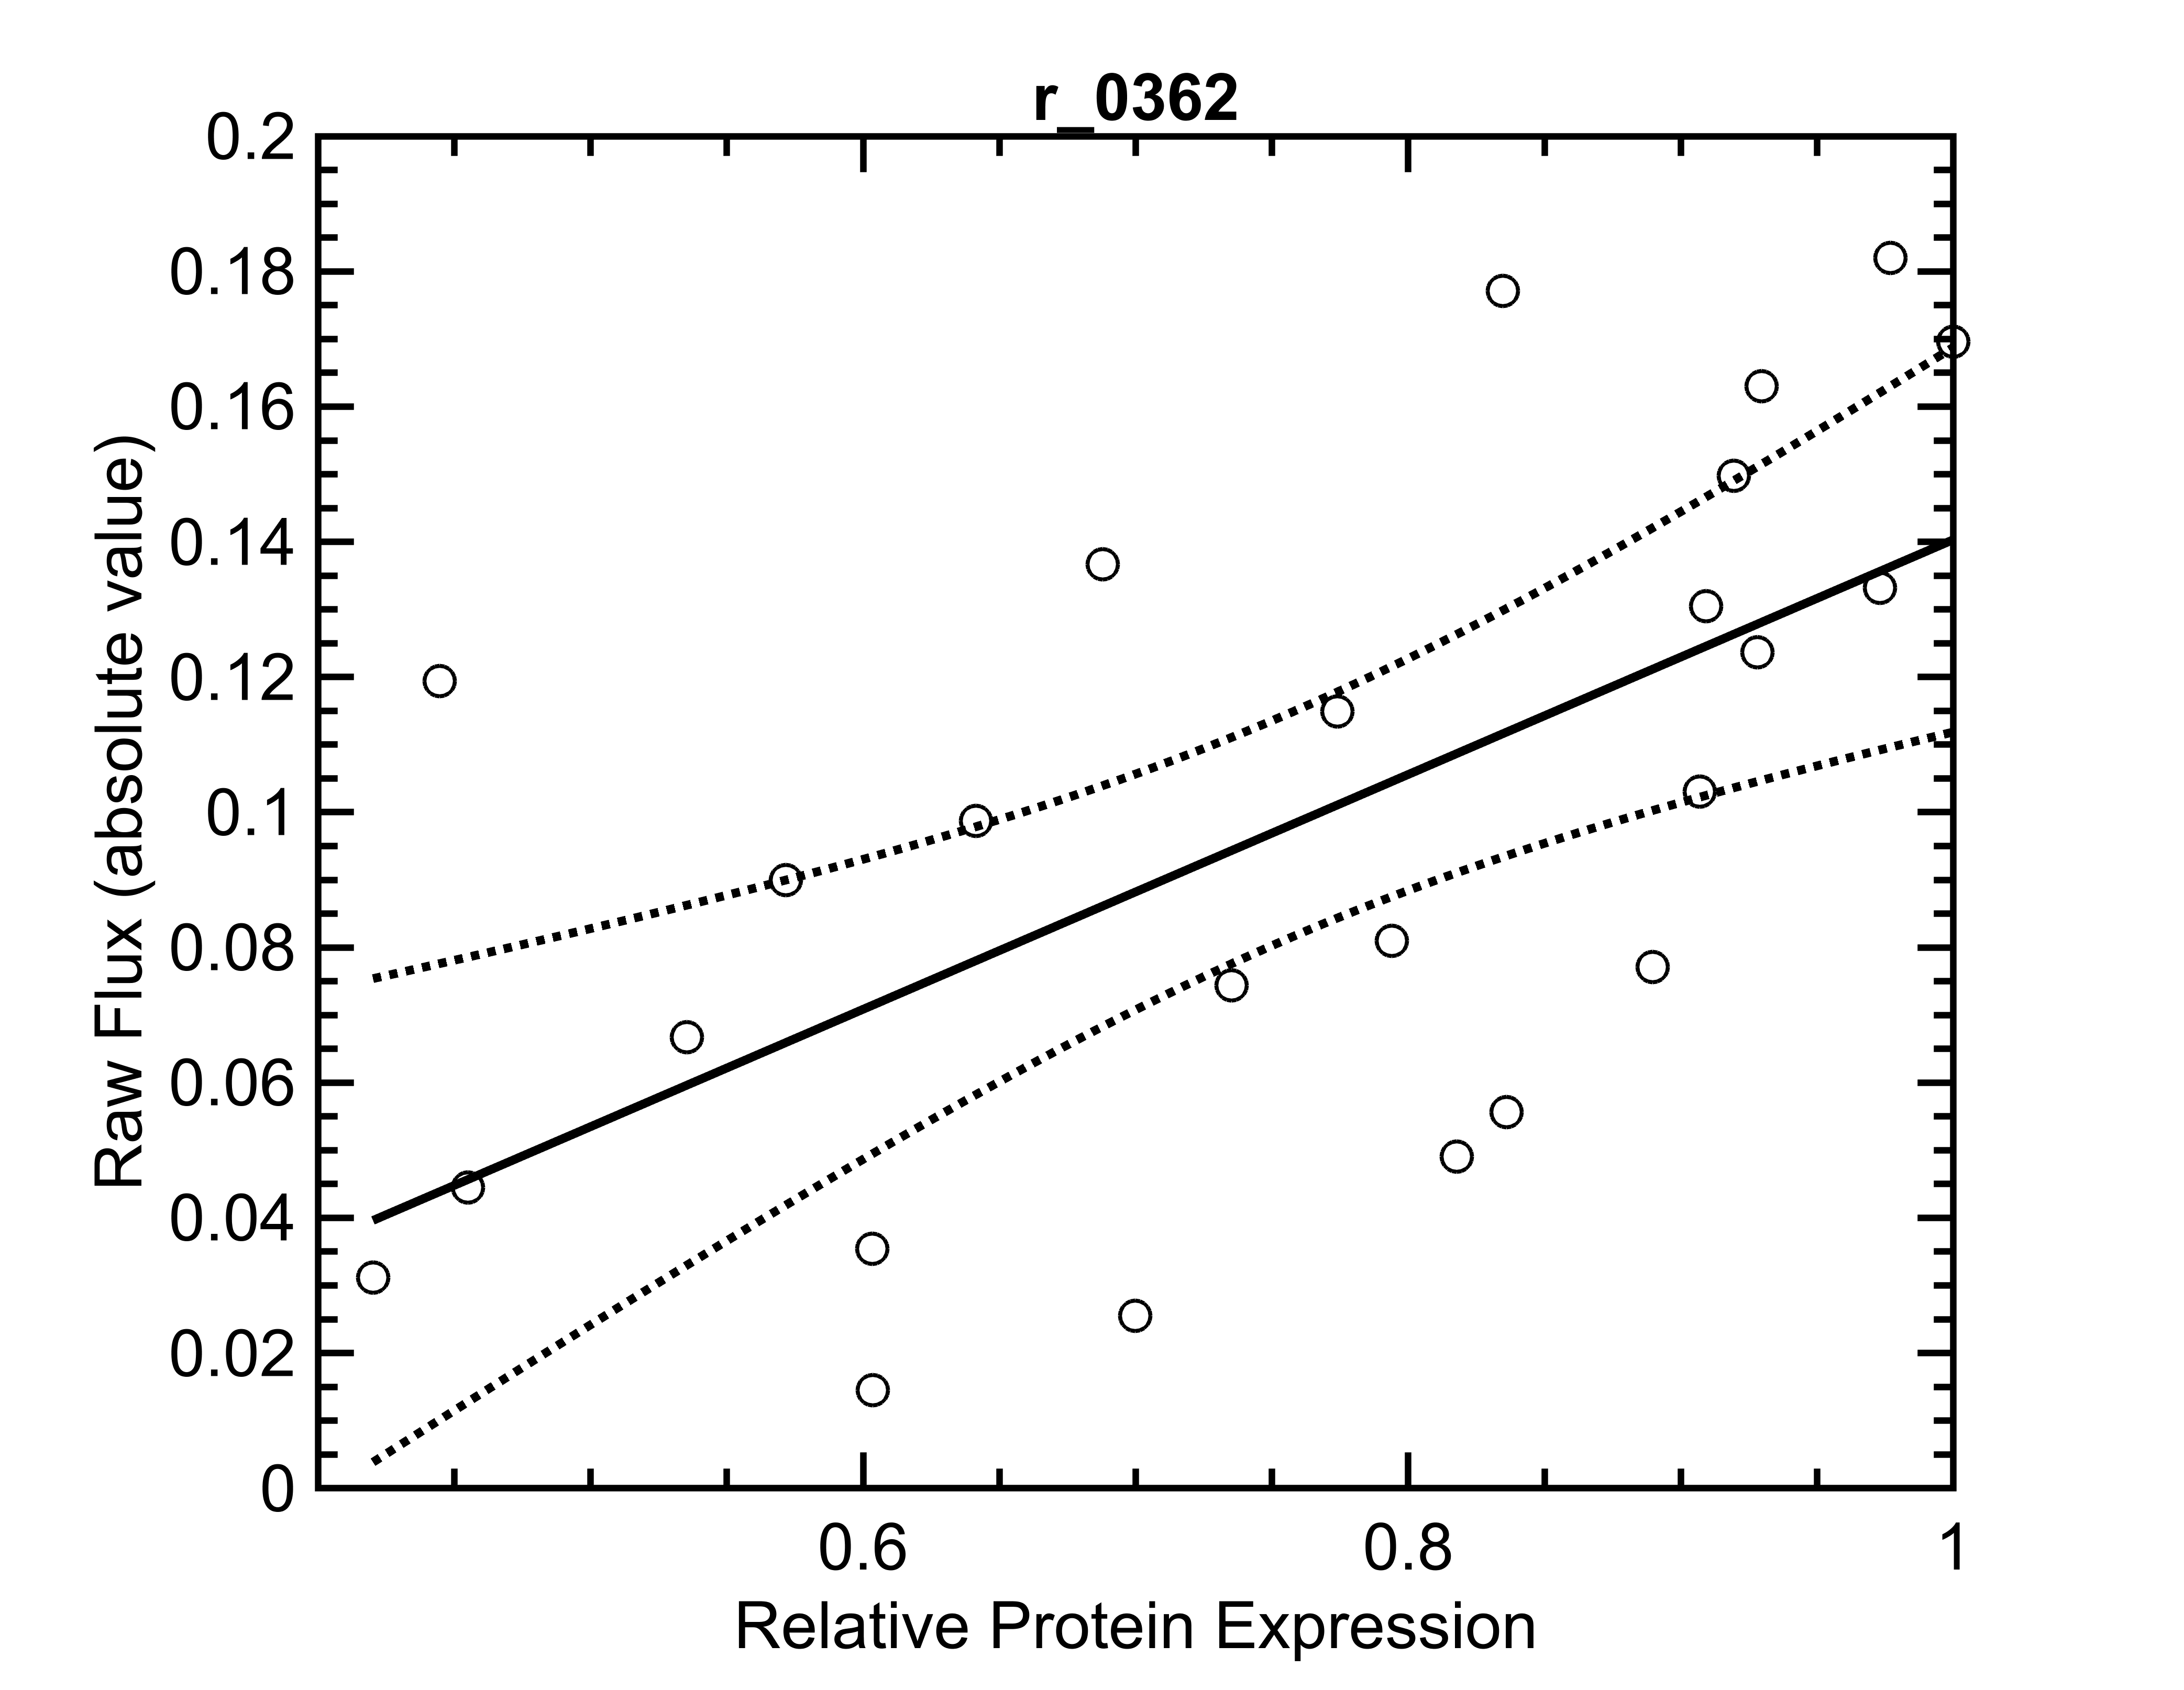 r_0362
0.2
0.18
0.16
0.14
0.12
0.1
0.08
0.06
0.04
0.02
0
Raw Flux (absolute value)
0.6 0.8 1
Relative Protein Expression